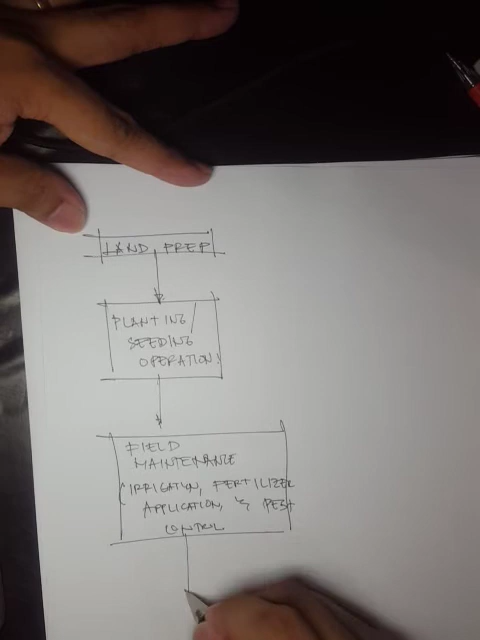 LAND PREP
PLANTING/
SEEDING
OPERATION
FIELD
MAINTENANCE
(IRRIGATION, FERTILIZER
APPLICATION, & PEST
CONTROL